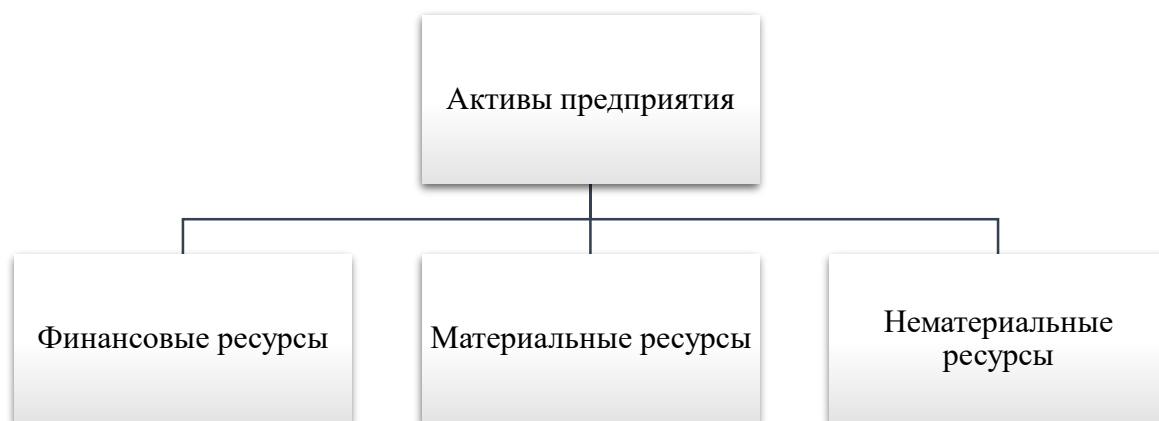 Активы предприятия
Финансовые ресурсы
Материальные ресурсы
Нематериальные
ресурсы